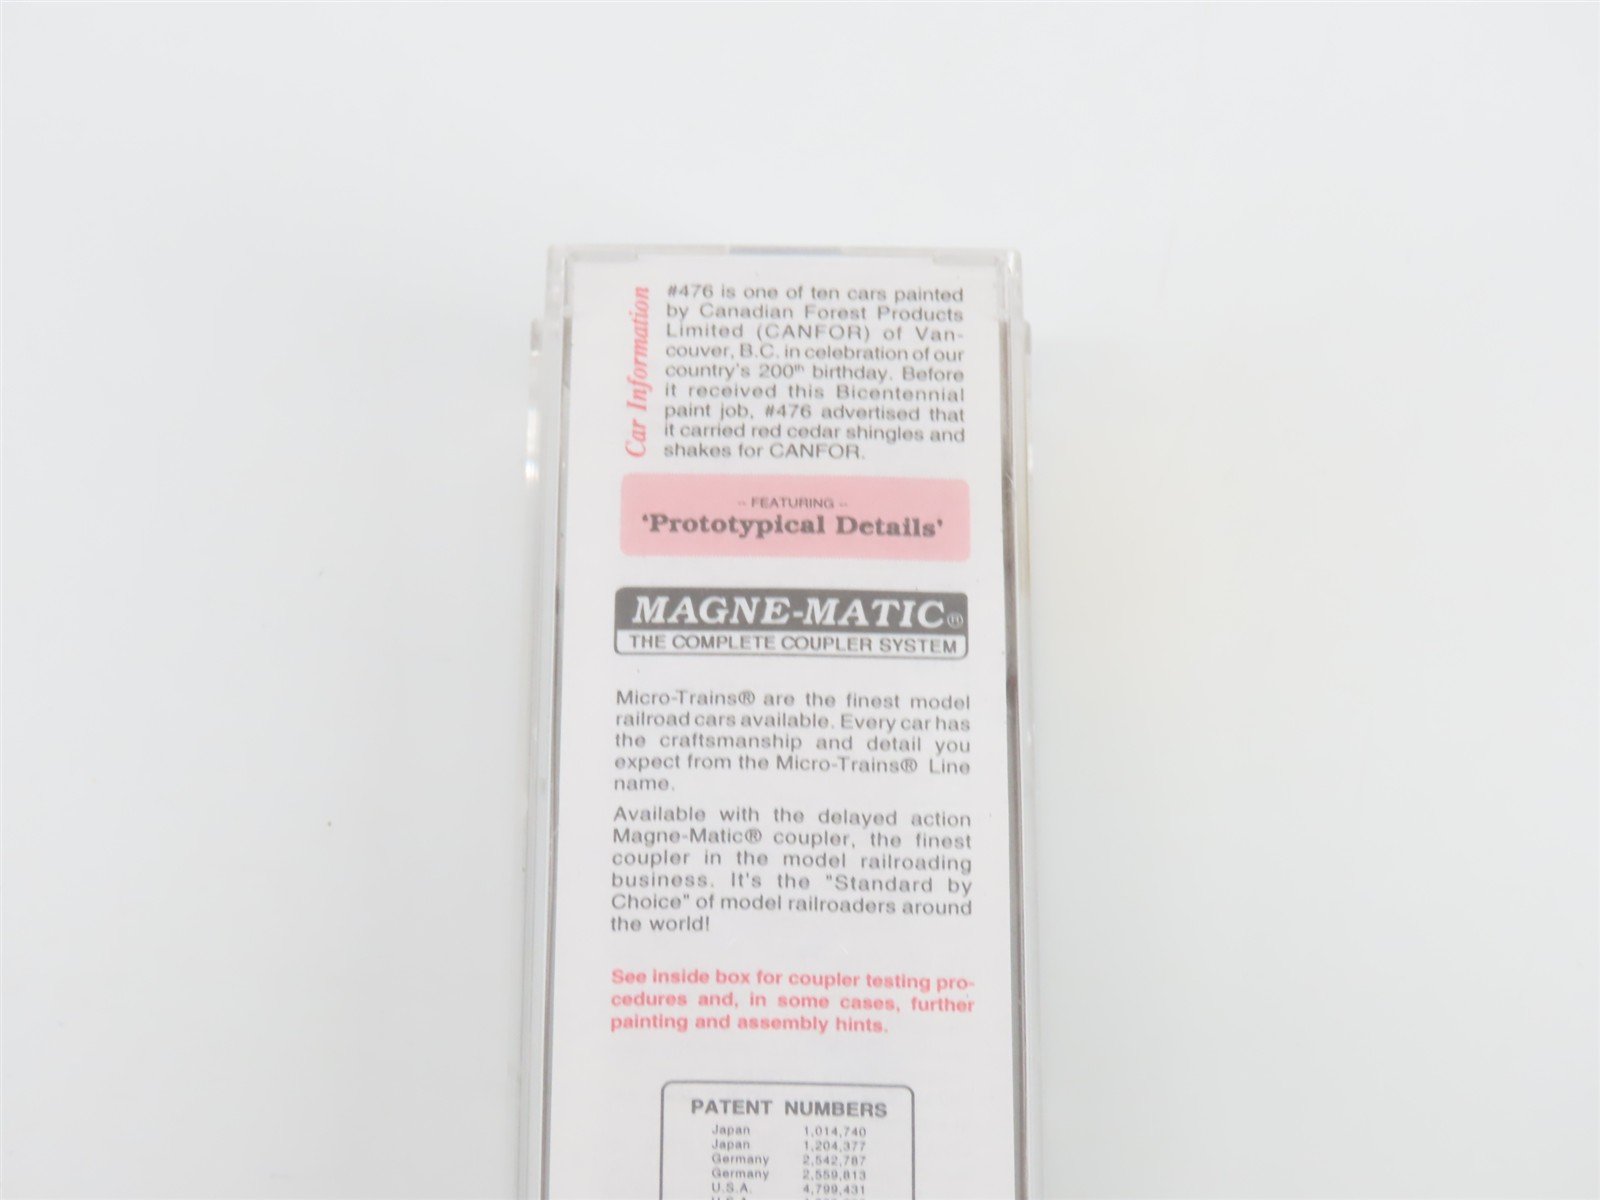 Car Information
#476 is one of ten cars painted
by Canadian Forest Products
Limited (CANFOR) of Van-
couver, B.C. in celebration of our
country's 200th birthday. Before
it received this Bicentennial
paint job, #476 advertised that
it carried red cedar shingles and
shakes for CANFOR.
-- FEATURING --
'Prototypical Details'
MAGNE-MATIC®
THE COMPLETE COUPLER SYSTEM
Micro-Trains® are the finest model
railroad cars available. Every car has
the craftsmanship and detail you
expect from the Micro-Trains® Line
name.
Available with the delayed action
Magne-Matic® coupler, the finest
coupler in the model railroading
business. It's the "Standard by
Choice" of model railroaders around
the world!
See inside box for coupler testing pro-
cedures and, in some cases, further
painting and assembly hints.
PATENT NUMBERS
Japan 1,014,740
Japan 1,204,377
Germany 2,542,787
Germany 2,559,813
U.S.A. 4,799,431